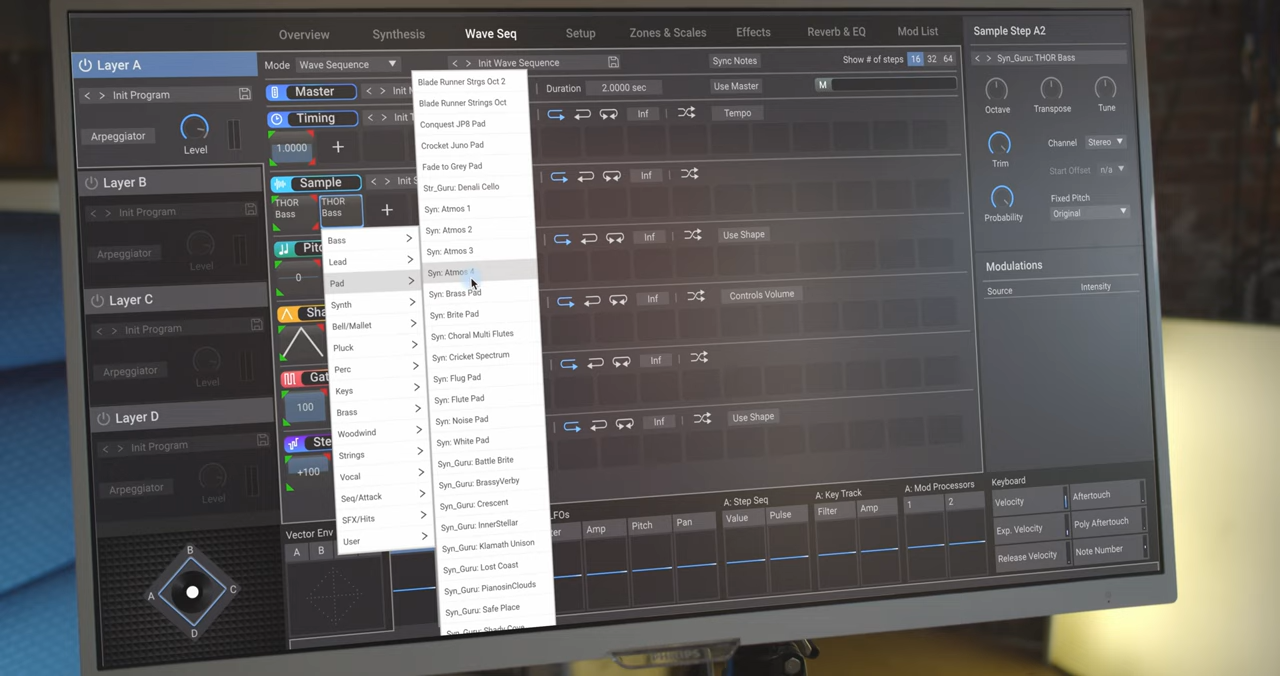 Overview Synthesis Wave Seq Setup Zones & Scales Effects Reverb & EQ Mod List
Sample Step A2
Layer A
Mode Wave Sequence
< > Init Wave Sequence
Sync Notes
Show # of steps 16 32 64
< > Syn_Guru: THOR Bass
< > Init Program
Master
Duration 2.0000 sec
Use Master
M
Octave Transpose Tune
Arpeggiator
Level
Timing
Inf
Tempo
1.0000 +
Trim
Channel Stereo
Start Offset n/a
Layer B
< > Init Program
Arpeggiator
Level
Sample
Inf
THOR
Bass
THOR
Bass
+
Probability
Fixed Pitch
Original
Inf
Use Shape
0
Modulations
Source Intensity
Layer C
< > Init Program
Arpeggiator
Level
Inf
Controls Volume
Inf
100
Layer D
< > Init Program
Arpeggiator
Level
Inf
Use Shape
+100
Bass
Lead
Pad
Synth
Bell/Mallet
Pluck
Perc
Keys
Brass
Woodwind
Strings
Vocal
Seq/Attack
SFX/Hits
User
Blade Runner Strgs Oct 2
Blade Runner Strings Oct
Conquest JP8 Pad
Crocket Juno Pad
Fade to Grey Pad
Str_Guru: Denali Cello
Syn: Atmos 1
Syn: Atmos 2
Syn: Atmos 3
Syn: Atmos 4
Syn: Brass Pad
Syn: Brite Pad
Syn: Choral Multi Flutes
Syn: Cricket Spectrum
Syn: Flug Pad
Syn: Flute Pad
Syn: Noise Pad
Syn: White Pad
Syn_Guru: Battle Brite
Syn_Guru: BrassyVerby
Syn_Guru: Crescent
Syn_Guru: InnerStellar
Syn_Guru: Klamath Unison
Syn_Guru: Lost Coast
Syn_Guru: PianosinClouds
Syn_Guru: Safe Place
Syn_Guru: Shady Cove
Vector Env
A B
Amp Pitch Pan
A: Step Seq
Value Pulse
A: Key Track
Filter Amp
A: Mod Processors
1 2
Keyboard
Velocity Aftertouch
Exp. Velocity Poly Aftertouch
Release Velocity Note Number
B
A C
D
PHILIPS